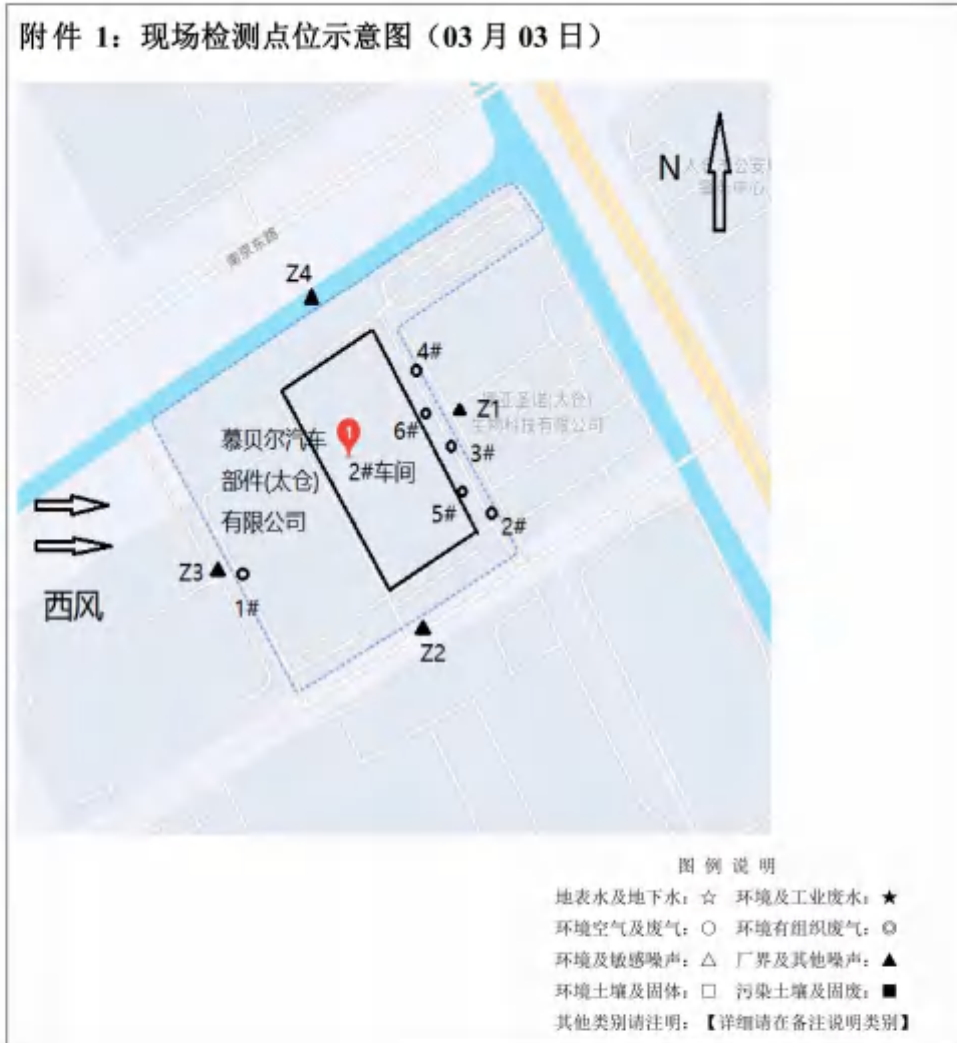 附件 1：现场检测点位示意图（03 月 03 日）
N
南京东路
Z4
4#
Z1
6#
3#
慕贝尔汽车
部件(太仓)
有限公司
1
2#车间
5#
2#
Z3
1#
西风
Z2
图 例 说 明
地表水及地下水：☆ 环境及工业废水：★
环境空气及废气：○ 环境有组织废气：◎
环境及敏感噪声：△ 厂界及其他噪声：▲
环境土壤及固体：□ 污染土壤及固废：■
其他类别请注明：【详细请在备注说明类别】